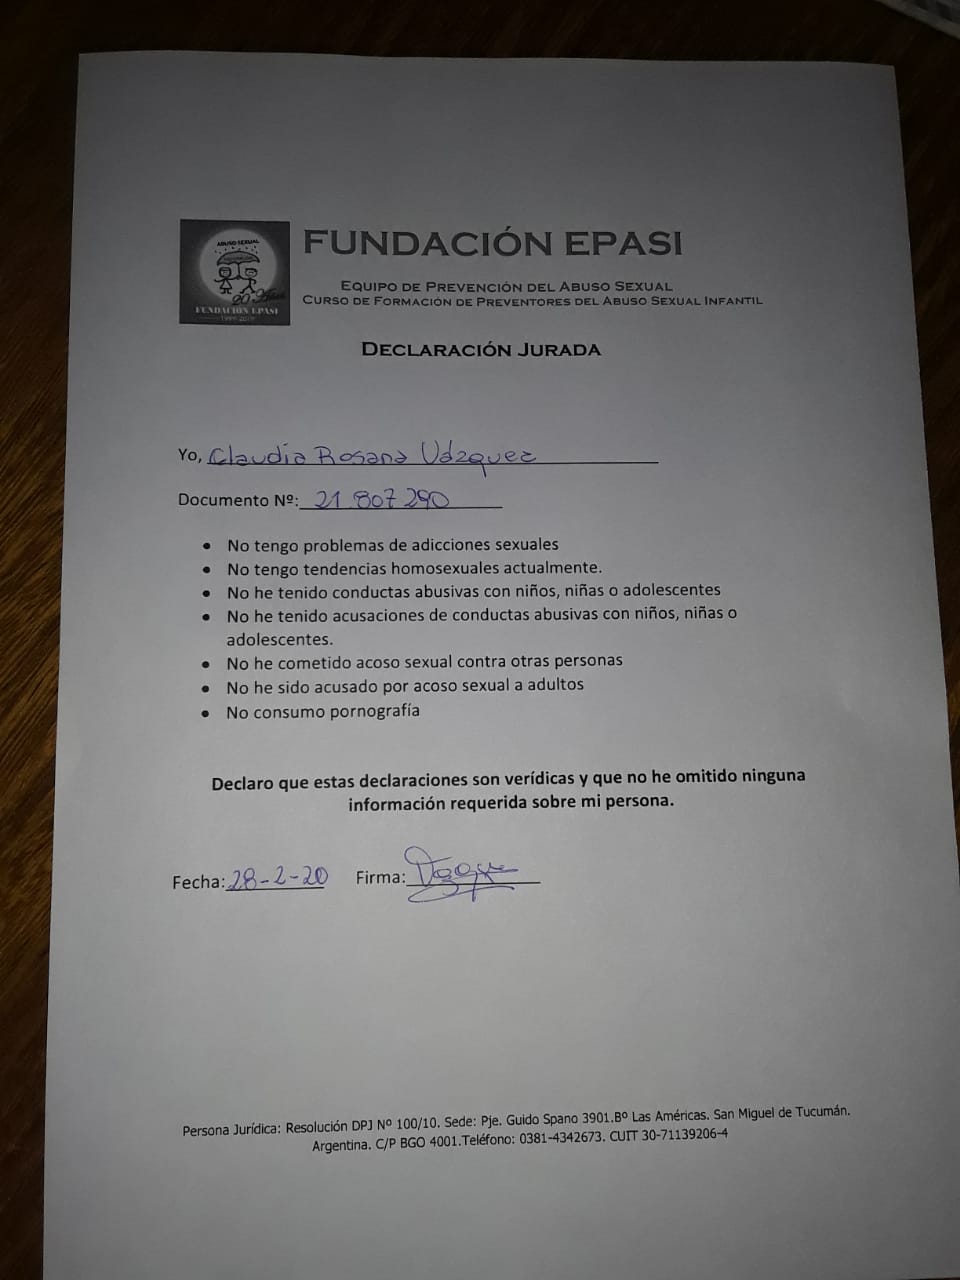 ABUSO SEXUAL
20 Años
FUNDACIÓN EPASI
FUNDACIÓN EPASI
EQUIPO DE PREVENCIÓN DEL ABUSO SEXUAL
CURSO DE FORMACIÓN DE PREVENTORES DEL ABUSO SEXUAL INFANTIL
DECLARACIÓN JURADA
Yo, Claudia Rosana Vázquez
Documento Nº: 21.807.290
• No tengo problemas de adicciones sexuales
• No tengo tendencias homosexuales actualmente.
• No he tenido conductas abusivas con niños, niñas o adolescentes
• No he tenido acusaciones de conductas abusivas con niños, niñas o
adolescentes.
• No he cometido acoso sexual contra otras personas
• No he sido acusado por acoso sexual a adultos
• No consumo pornografía
Declaro que estas declaraciones son verídicas y que no he omitido ninguna
información requerida sobre mi persona.
Fecha: 28-2-20 Firma:
Persona Jurídica: Resolución DPJ Nº 100/10. Sede: Pje. Guido Spano 3901.Bº Las Américas. San Miguel de Tucumán.
Argentina. C/P BGO 4001.Teléfono: 0381-4342673. CUIT 30-71139206-4